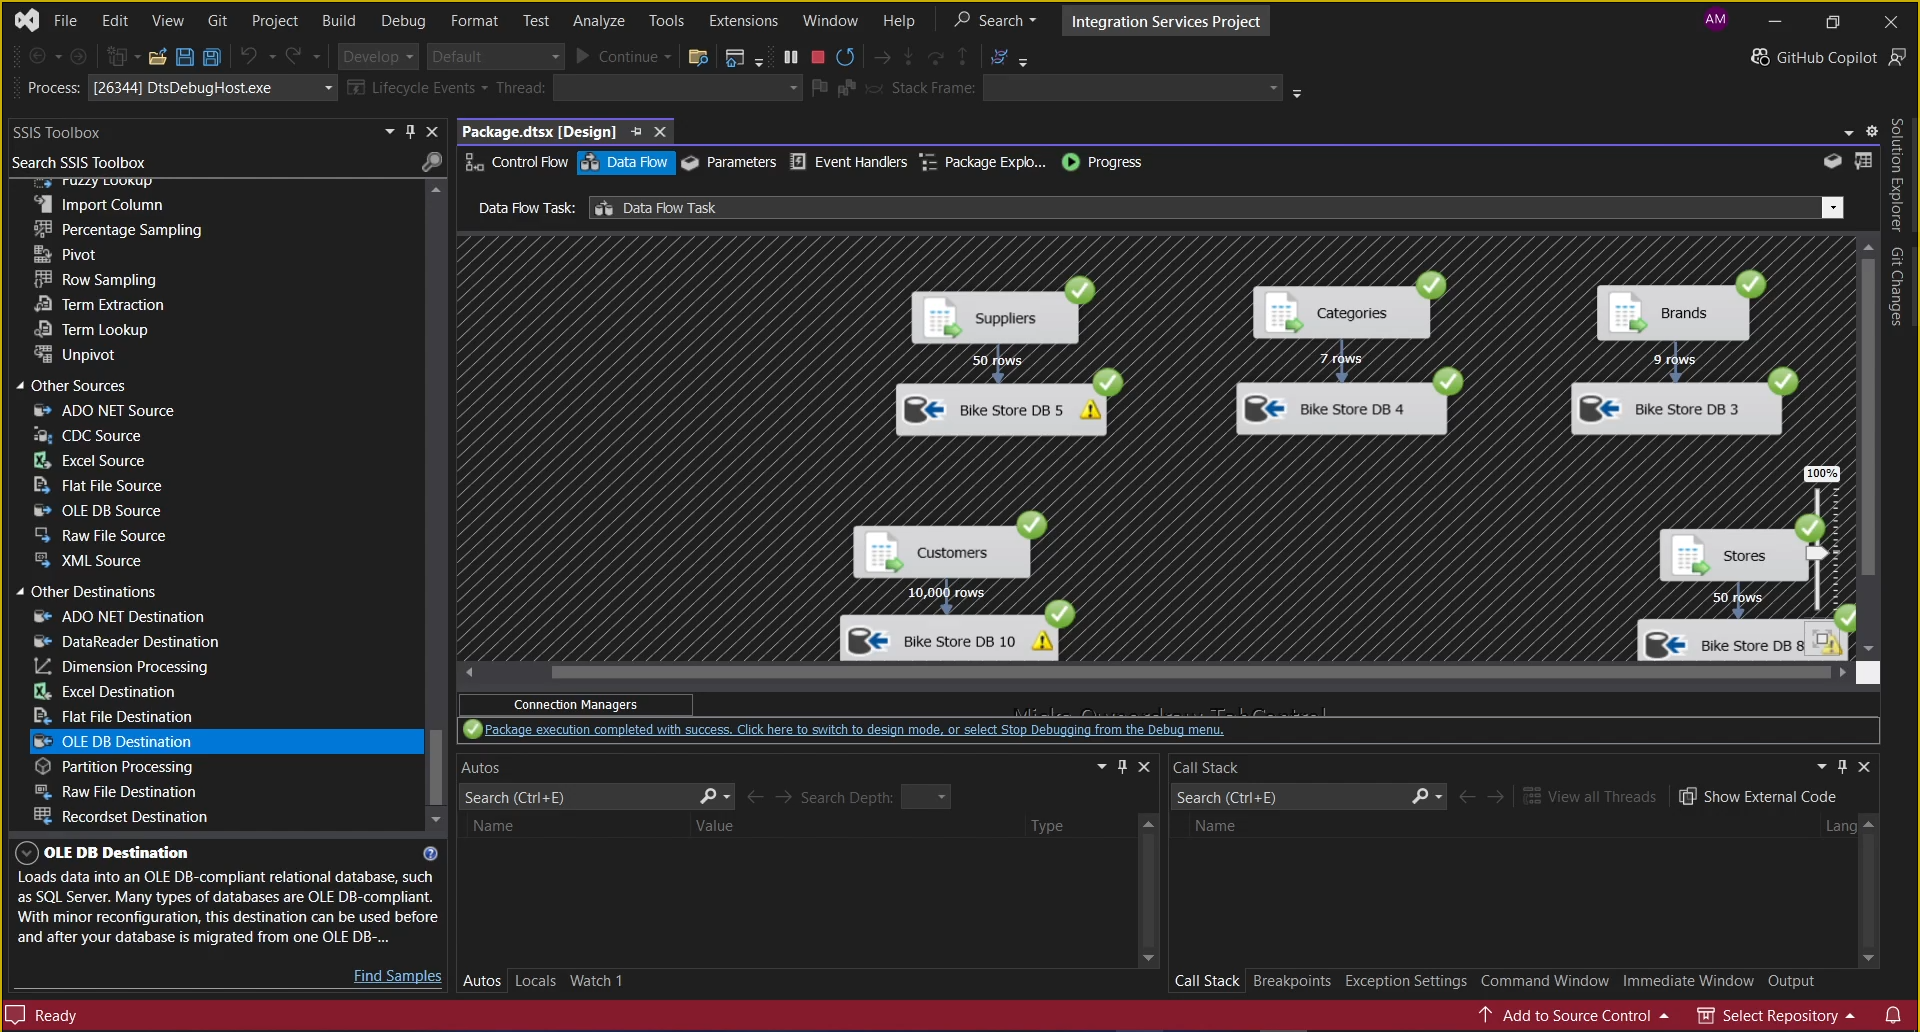 File Edit View Git Project Build Debug Format Test Analyze Tools Extensions Window Help Search Integration Services Project AM
Develop Default Continue GitHub Copilot
Process: [26344] DtsDebugHost.exe Lifecycle Events Thread: Stack Frame:
SSIS Toolbox
Search SSIS Toolbox
Fuzzy Lookup
Import Column
Percentage Sampling
Pivot
Row Sampling
Term Extraction
Term Lookup
Unpivot
Other Sources
ADO NET Source
CDC Source
Excel Source
Flat File Source
OLE DB Source
Raw File Source
XML Source
Other Destinations
ADO NET Destination
DataReader Destination
Dimension Processing
Excel Destination
Flat File Destination
OLE DB Destination
Partition Processing
Raw File Destination
Recordset Destination
OLE DB Destination
Loads data into an OLE DB-compliant relational database, such
as SQL Server. Many types of databases are OLE DB-compliant.
With minor reconfiguration, this destination can be used before
and after your database is migrated from one OLE DB-...
Find Samples
Package.dtsx [Design]
Control Flow Data Flow Parameters Event Handlers Package Explo... Progress
Data Flow Task: Data Flow Task
Suppliers
50 rows
Bike Store DB 5
Categories
7 rows
Bike Store DB 4
Brands
9 rows
Bike Store DB 3
100%
Customers
10,000 rows
Bike Store DB 10
Stores
50 rows
Bike Store DB 8
Connection Managers
Package execution completed with success. Click here to switch to design mode, or select Stop Debugging from the Debug menu.
Autos
Search (Ctrl+E) Search Depth:
Name Value Type
Autos Locals Watch 1
Call Stack
Search (Ctrl+E) View all Threads Show External Code
Name Lang
Call Stack Breakpoints Exception Settings Command Window Immediate Window Output
Solution Explorer
Git Changes
Ready Add to Source Control Select Repository